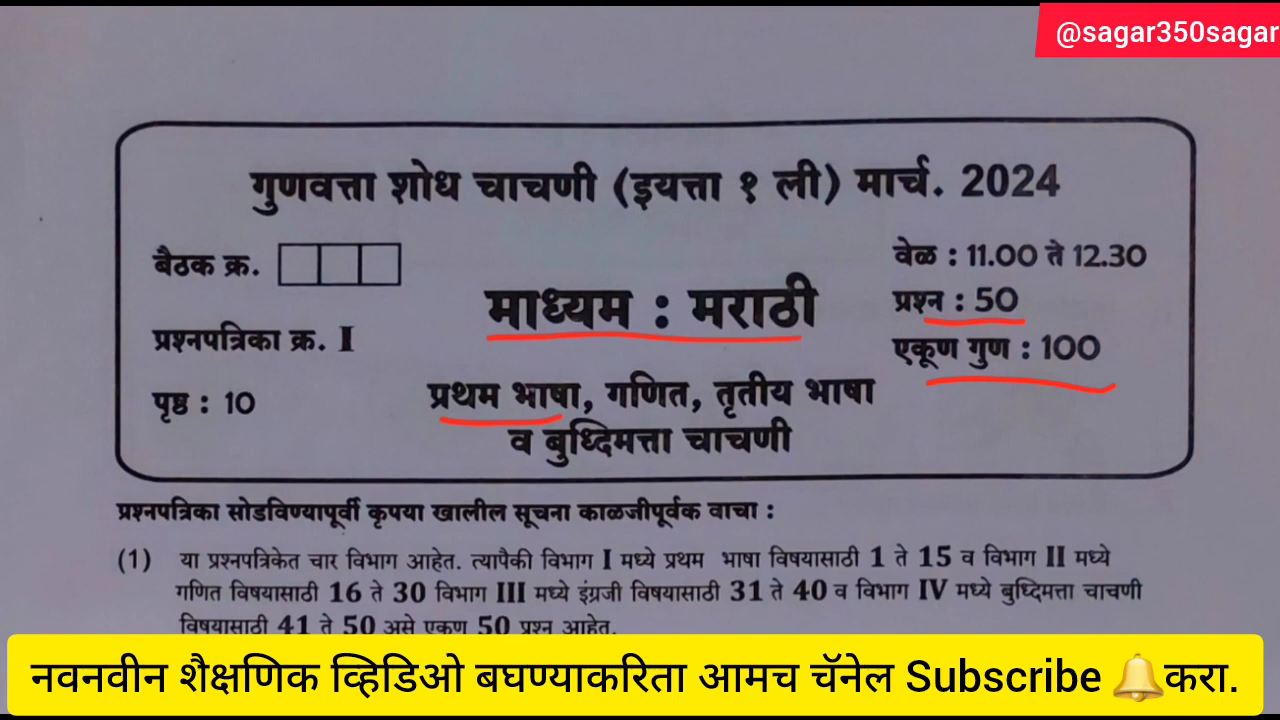 @sagar350sagar
गुणवत्ता शोध चाचणी (इयत्ता १ ली) मार्च. 2024
बैठक क्र.
वेळ : 11.00 ते 12.30
माध्यम : मराठी
प्रश्न : 50
प्रश्नपत्रिका क्र. I
एकूण गुण : 100
पृष्ठ : 10
प्रथम भाषा, गणित, तृतीय भाषा
व बुध्दिमत्ता चाचणी
प्रश्नपत्रिका सोडविण्यापूर्वी कृपया खालील सूचना काळजीपूर्वक वाचा :
(1) या प्रश्नपत्रिकेत चार विभाग आहेत. त्यापैकी विभाग I मध्ये प्रथम भाषा विषयासाठी 1 ते 15 व विभाग II मध्ये
गणित विषयासाठी 16 ते 30 विभाग III मध्ये इंग्रजी विषयासाठी 31 ते 40 व विभाग IV मध्ये बुध्दिमत्ता चाचणी
विषयासाठी 41 ते 50 असे एकूण 50 प्रश्न आहेत.
नवनवीन शैक्षणिक व्हिडिओ बघण्याकरिता आमच चॅनेल Subscribe 🔔करा.